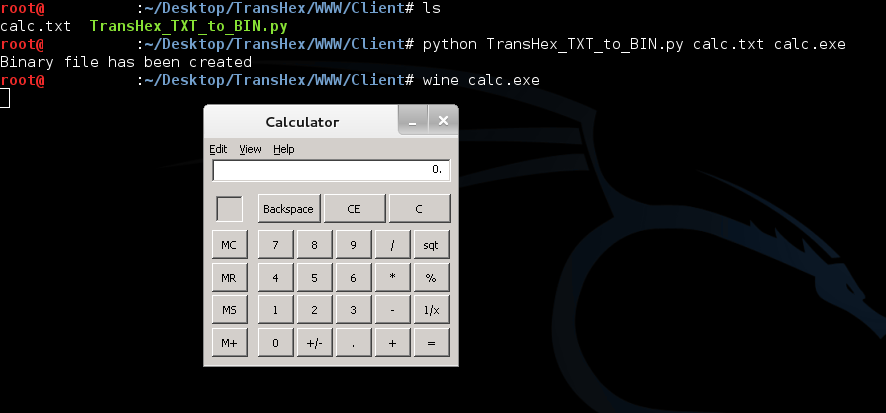 root@ :~/Desktop/TransHex/WWW/Client# ls
calc.txt TransHex_TXT_to_BIN.py
root@ :~/Desktop/TransHex/WWW/Client# python TransHex_TXT_to_BIN.py calc.txt calc.exe
Binary file has been created
root@ :~/Desktop/TransHex/WWW/Client# wine calc.exe
Calculator
Edit View Help
0.
Backspace CE C
MC 7 8 9 / sqt
MR 4 5 6 * %
MS 1 2 3 - 1/x
M+ 0 +/- . + =